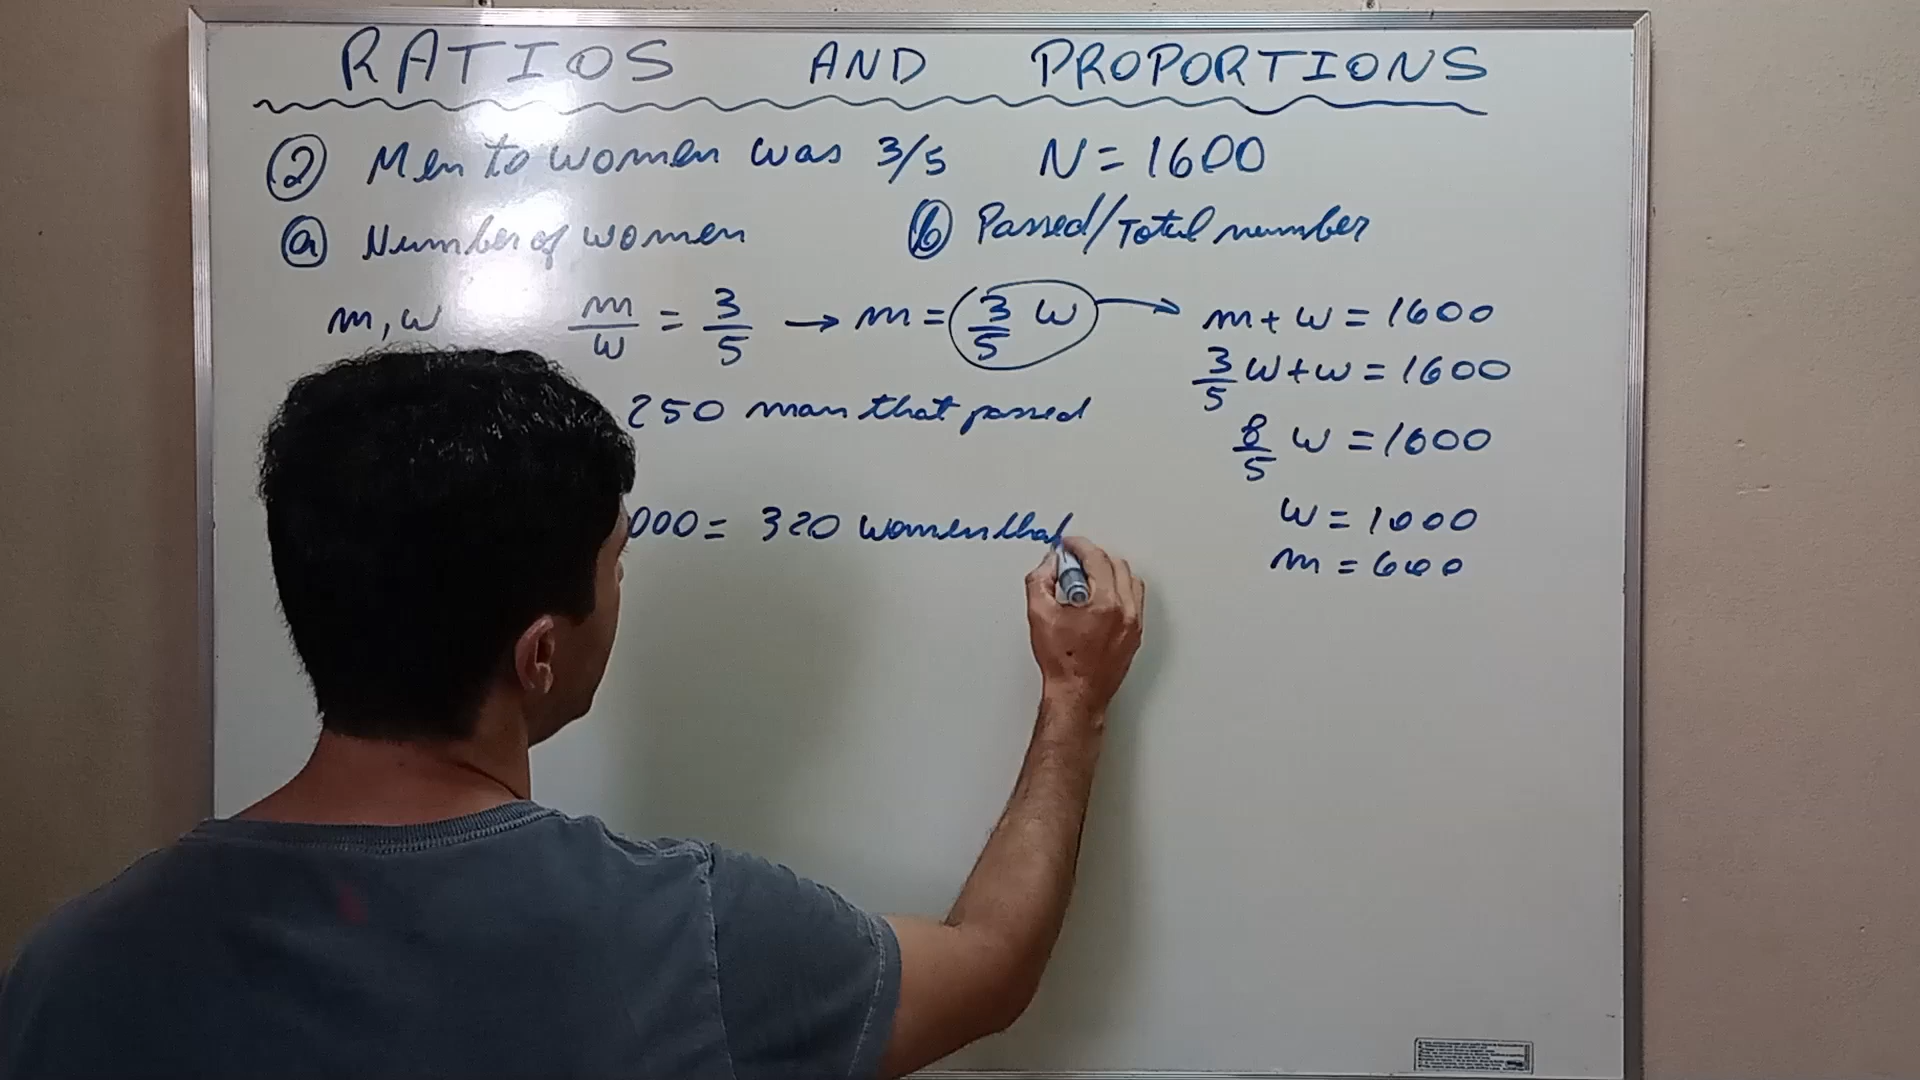 RATIOS AND PROPORTIONS
② Men to women was 3/5 N = 1600
ⓐ Number of women ⓑ Passed/Total number
m, w m/w = 3/5 → m = 3/5 w → m + w = 1600
3/5 w + w = 1600
250 man that passed
8/5 w = 1600
000 = 320 women that
w = 1000
m = 600